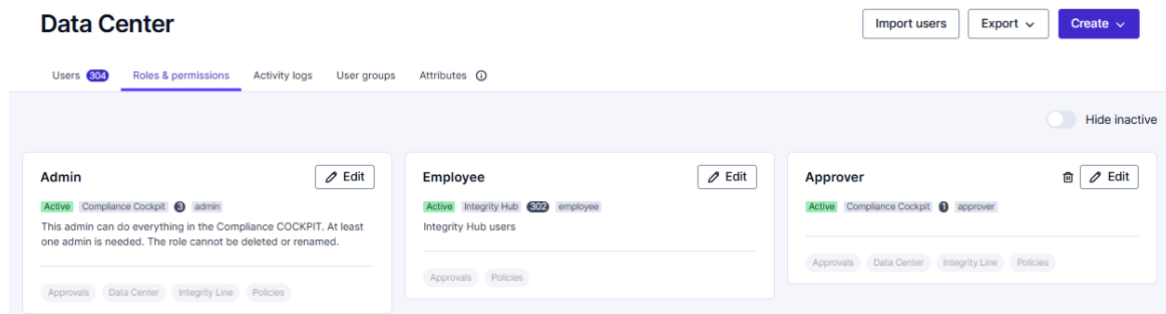 Data Center
Import users
Export
Create
Users 304
Roles & permissions
Activity logs
User groups
Attributes
Hide inactive
Admin
Edit
Active Compliance Cockpit 3 admin
This admin can do everything in the Compliance COCKPIT. At least
one admin is needed. The role cannot be deleted or renamed.
Approvals Data Center Integrity Line Policies
Employee
Edit
Active Integrity Hub 302 employee
Integrity Hub users
Approvals Policies
Approver
Edit
Active Compliance Cockpit 1 approver
Approvals Data Center Integrity Line Policies